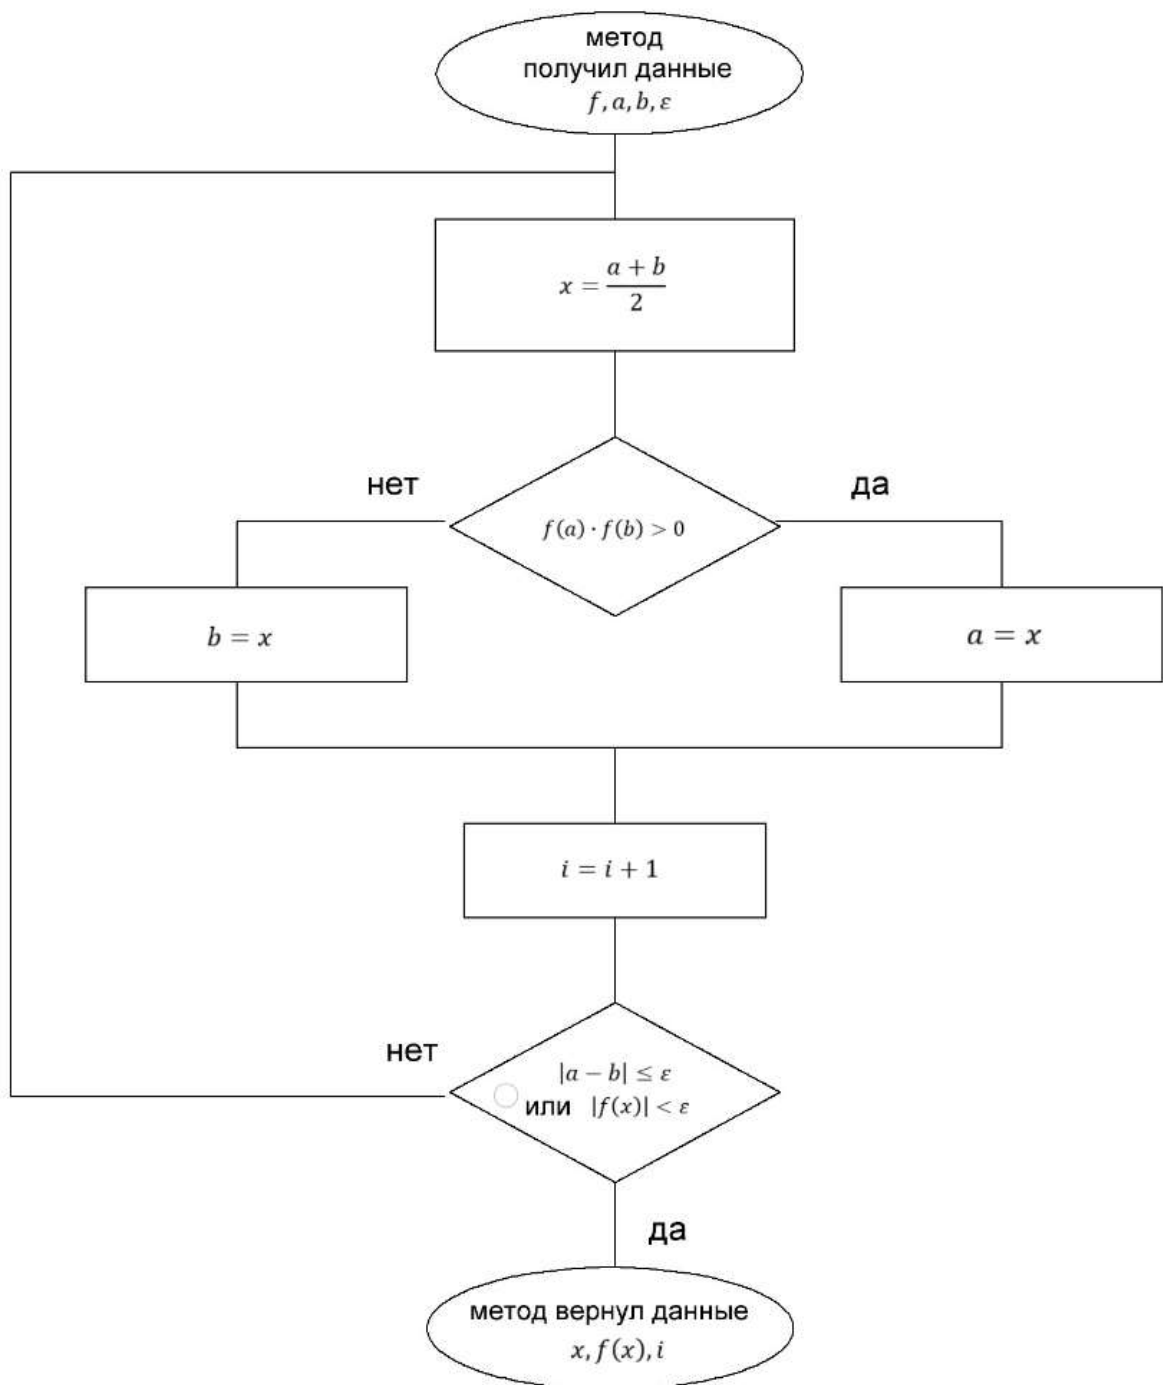 метод
получил данные
f, a, b, ε
x = (a + b) / 2
нет
да
f(a) · f(b) > 0
b = x
a = x
i = i + 1
нет
|a − b| ≤ ε
или |f(x)| < ε
да
метод вернул данные
x, f(x), i